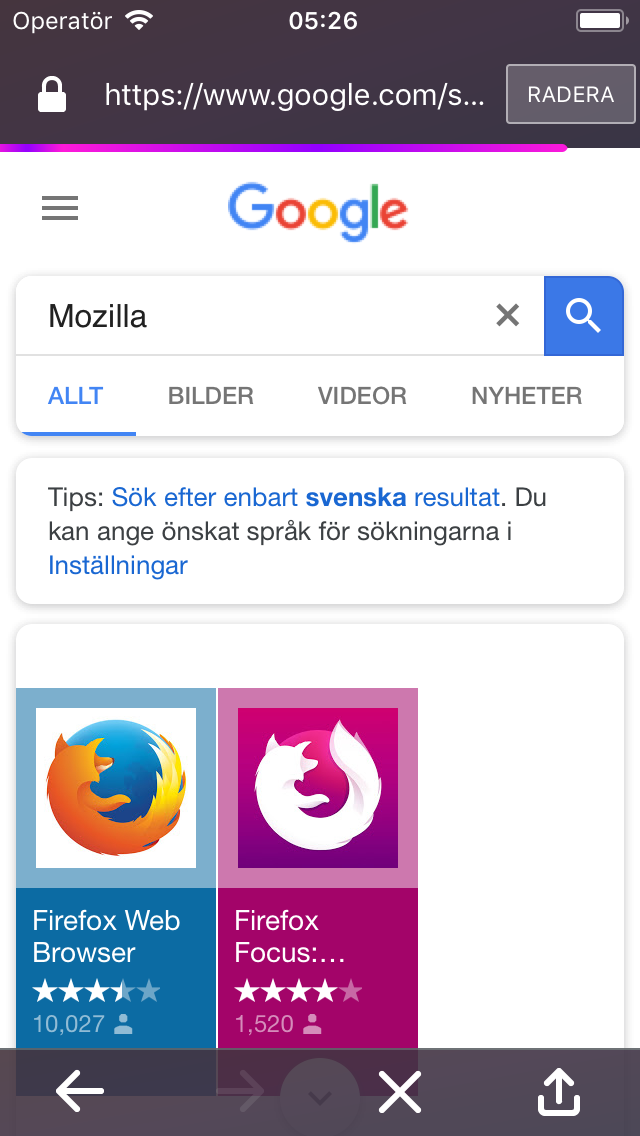 Operatör
05:26
https://www.google.com/s...
RADERA
Google
Mozilla
ALLT
BILDER
VIDEOR
NYHETER
Tips: Sök efter enbart svenska resultat. Du
kan ange önskat språk för sökningarna i
Inställningar
Firefox Web
Browser
10,027
Firefox
Focus:...
1,520